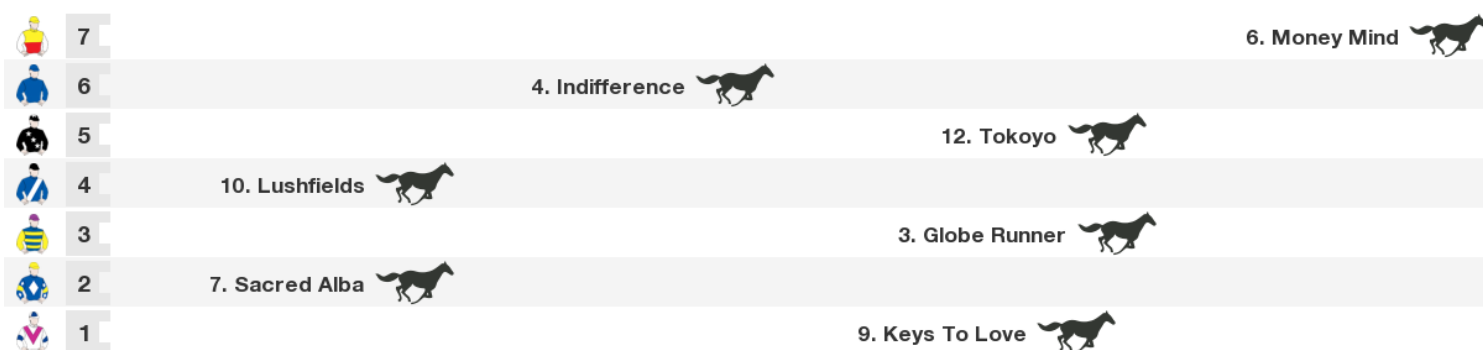 7 6. Money Mind
6 4. Indifference
5 12. Tokoyo
4 10. Lushfields
3 3. Globe Runner
2 7. Sacred Alba
1 9. Keys To Love